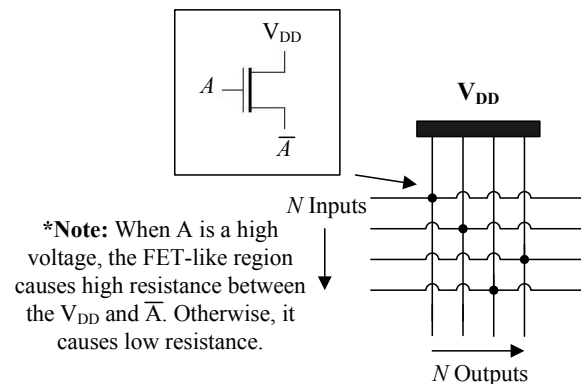 V_DD
A
A̅
V_DD
N Inputs
*Note: When A is a high
voltage, the FET-like region
causes high resistance between
the V_DD and A̅. Otherwise, it
causes low resistance.
N Outputs